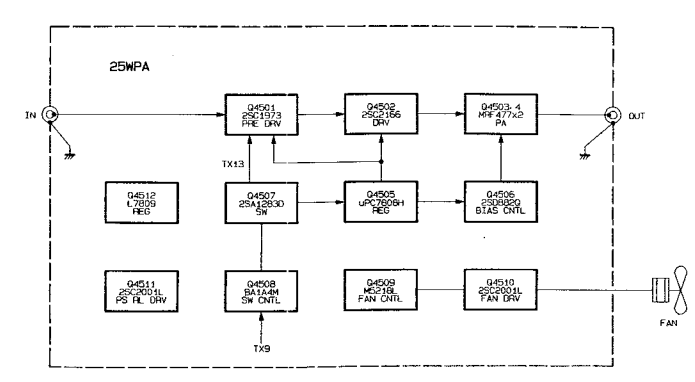 25WPA
IN
Q4501
2SC1973
PRE DRV
Q4502
2SC2166
DRV
Q4503,4
MRF477x2
PA
OUT
TX13
Q4512
L7809
REG
Q4507
2SA1283D
SW
Q4505
uPC7808H
REG
Q4506
2SD882Q
BIAS CNTL
Q4511
2SC2001L
PS RL DRV
Q4508
BA1A4M
SW CNTL
Q4509
M5218L
FAN CNTL
Q4510
2SC2001L
FAN DRV
FAN
TX9